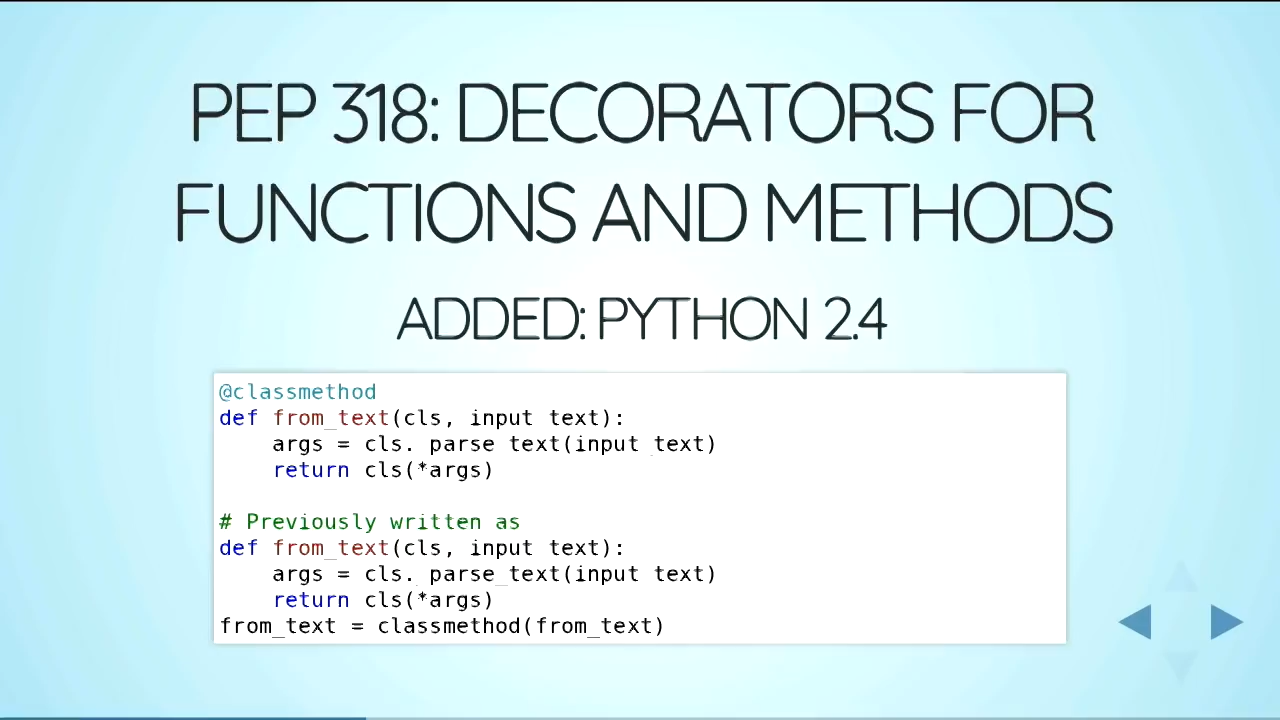 PEP 318: DECORATORS FOR
FUNCTIONS AND METHODS
ADDED: PYTHON 2.4
@classmethod
def from_text(cls, input text):
    args = cls. parse text(input text)
    return cls(*args)
# Previously written as
def from_text(cls, input text):
    args = cls. parse_text(input text)
    return cls(*args)
from_text = classmethod(from_text)